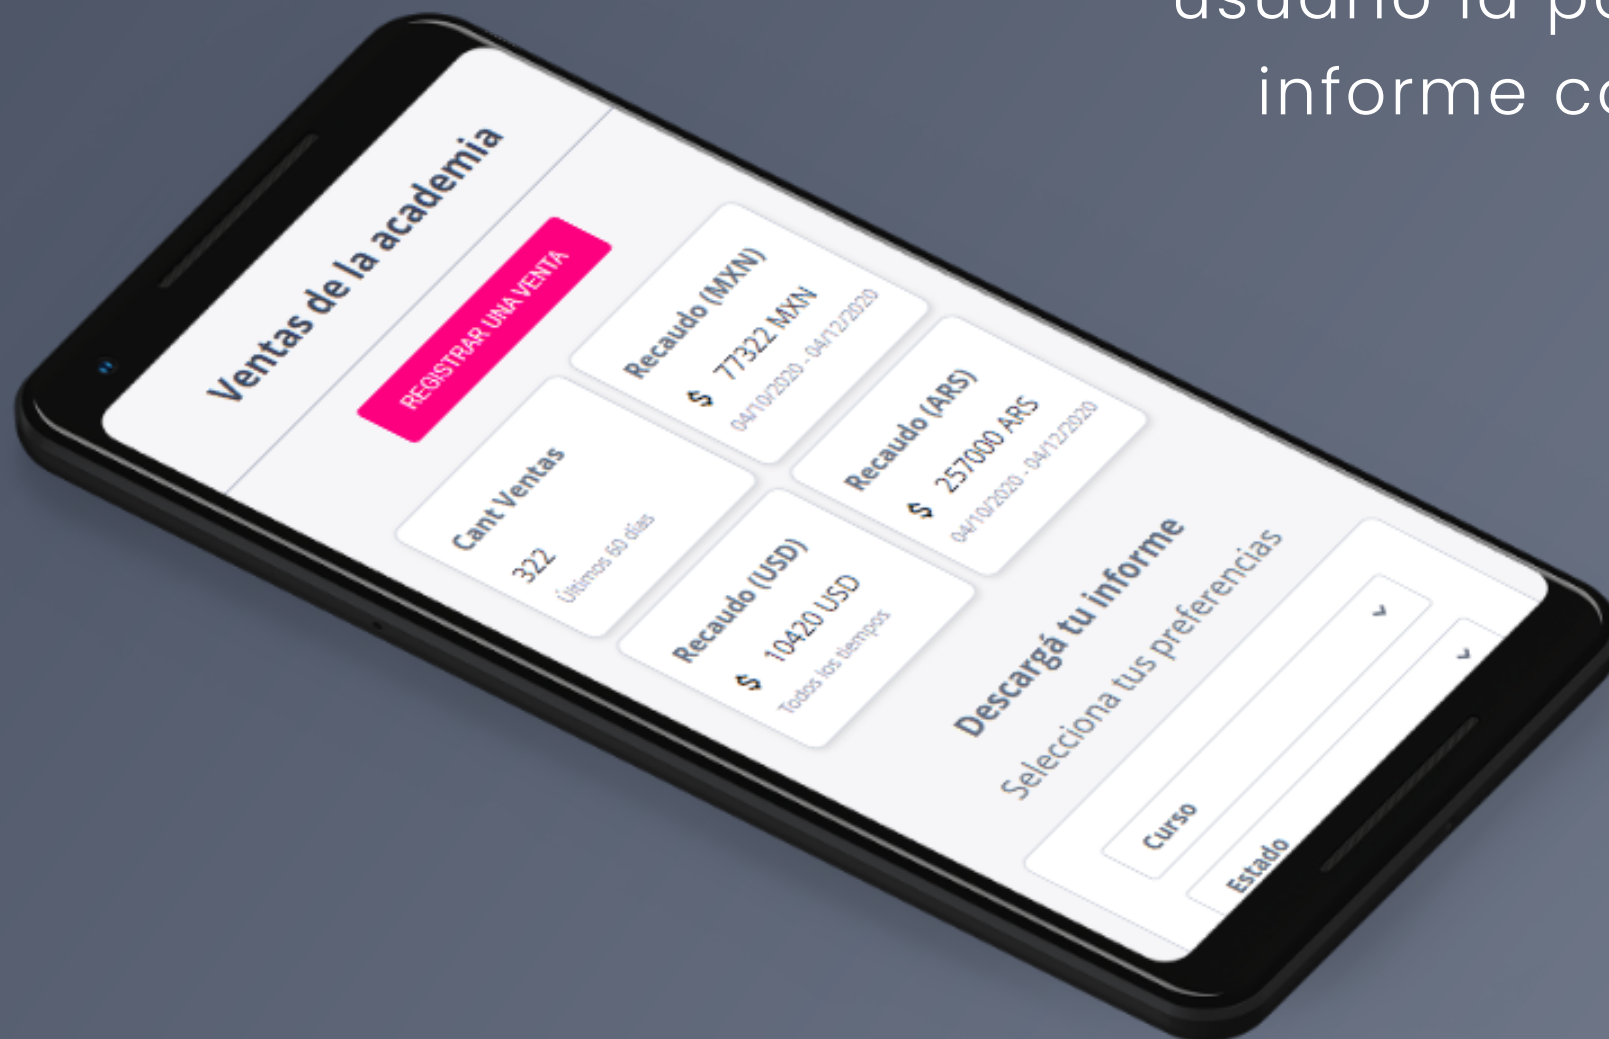 usuario la
informe
Ventas de la academia
REGISTRAR UNA VENTA
Cant Ventas
322
Últimos 60 días
Recaudo (MXN)
$ 77322 MXN
04/10/2020 - 04/12/2020
Recaudo (USD)
$ 10420 USD
Todos los tiempos
Recaudo (ARS)
$ 257000 ARS
04/10/2020 - 04/12/2020
Descargá tu informe
Selecciona tus preferencias
Curso
Estado